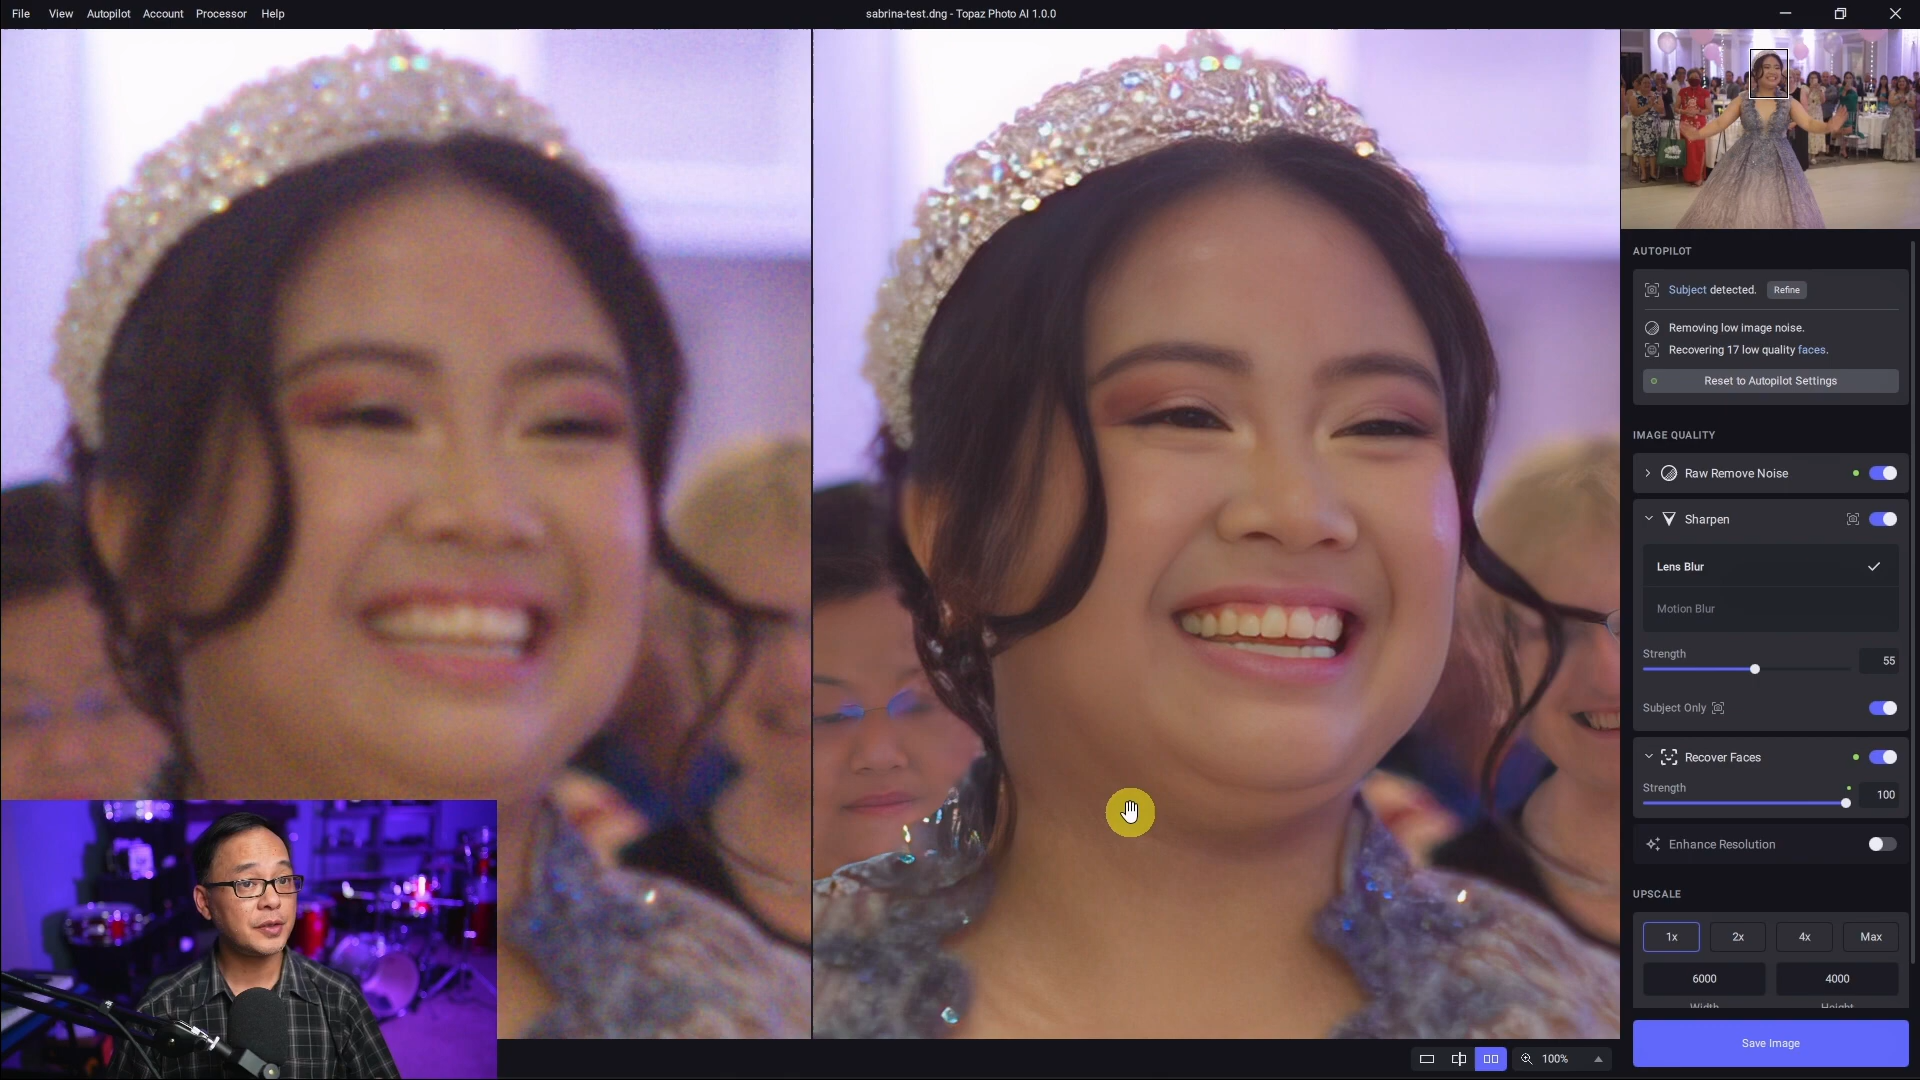 File View Autopilot Account Processor Help
sabrina-test.dng - Topaz Photo AI 1.0.0
AUTOPILOT
Subject detected. Refine
Removing low image noise.
Recovering 17 low quality faces.
Reset to Autopilot Settings
IMAGE QUALITY
Raw Remove Noise
Sharpen
Lens Blur
Motion Blur
Strength 55
Subject Only
Recover Faces
Strength 100
Enhance Resolution
UPSCALE
1x 2x 4x Max
6000 4000
Width Height
Save Image
100%